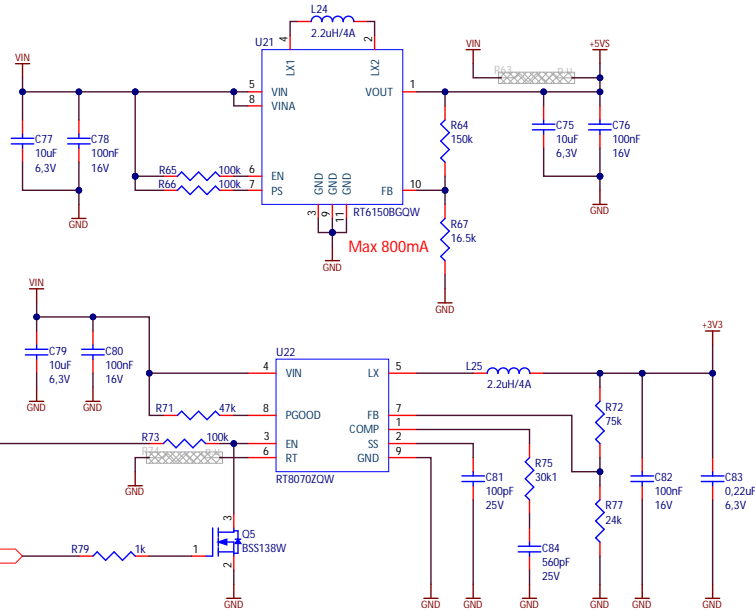 L24
2.2uH/4A
4
2
U21
LX1
LX2
VIN
VIN
+5VS
R63
5
VIN
8
VINA
VOUT
1
C77
10uF
6,3V
C78
100nF
16V
R64
150k
C75
10uF
6,3V
C76
100nF
16V
R65
100k
6
EN
R66
100k
7
PS
GND
GND
GND
FB
10
3
9
11
RT6150BGQW
GND
GND
Max 800mA
R67
16.5k
GND
GND
VIN
+3V3
C79
10uF
6,3V
C80
100nF
16V
GND
GND
U22
4
VIN
LX
5
L25
2.2uH/4A
R71
47k
8
PGOOD
FB
7
COMP
1
R73
100k
3
EN
SS
2
R74
6
RT
GND
9
RT8070ZQW
GND
R72
75k
R75
30k1
C81
100pF
25V
C82
100nF
16V
C83
0,22uF
6,3V
R77
24k
C84
560pF
25V
3
Q5
BSS138W
R79
1k
1
2
GND
GND
GND
GND
GND
GND
GND